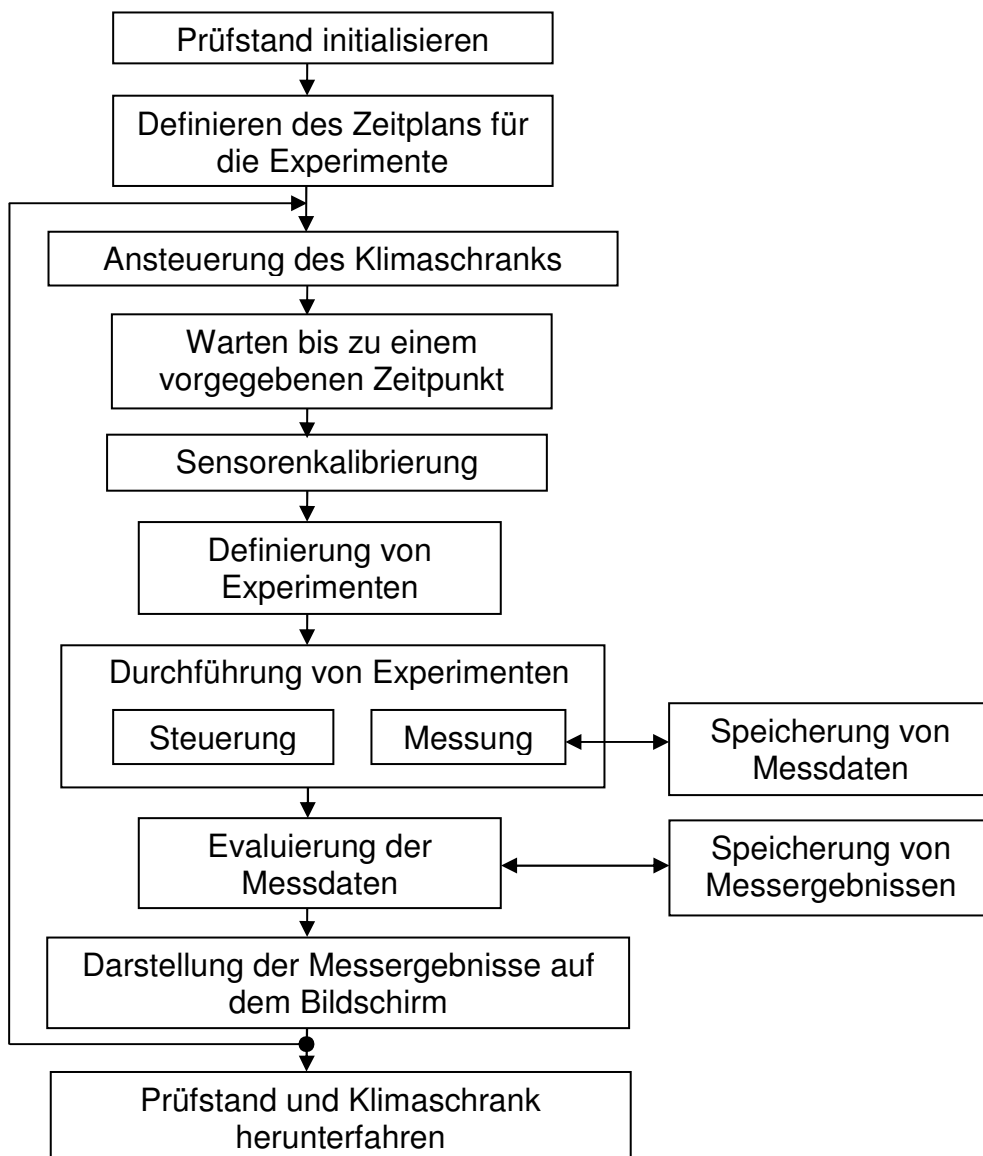 Prüfstand initialisieren
Definieren des Zeitplans für
die Experimente
Ansteuerung des Klimaschranks
Warten bis zu einem
vorgegebenen Zeitpunkt
Sensorenkalibrierung
Definierung von
Experimenten
Durchführung von Experimenten
Steuerung
Messung
Speicherung von
Messdaten
Evaluierung der
Messdaten
Speicherung von
Messergebnissen
Darstellung der Messergebnisse auf
dem Bildschirm
Prüfstand und Klimaschrank
herunterfahren